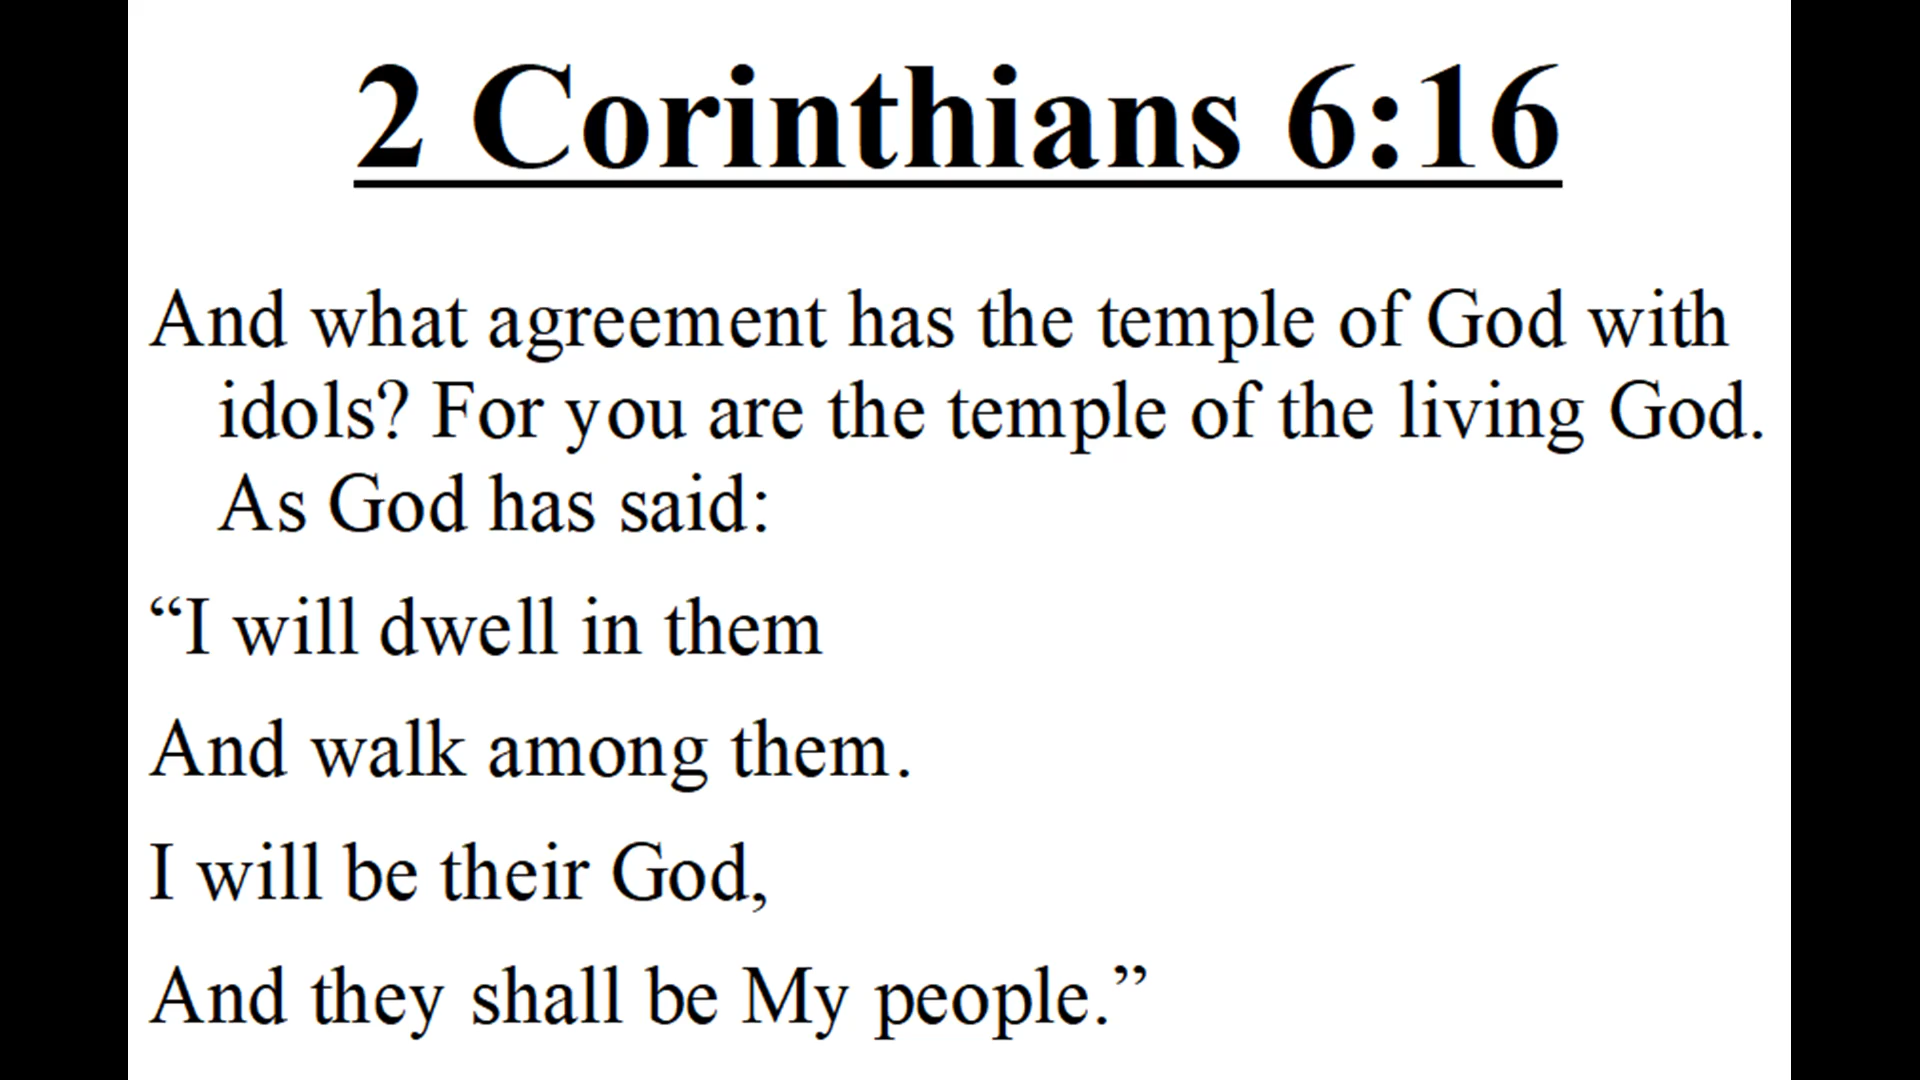 2 Corinthians 6:16
And what agreement has the temple of God with
idols? For you are the temple of the living God.
As God has said:
“I will dwell in them
And walk among them.
I will be their God,
And they shall be My people.”